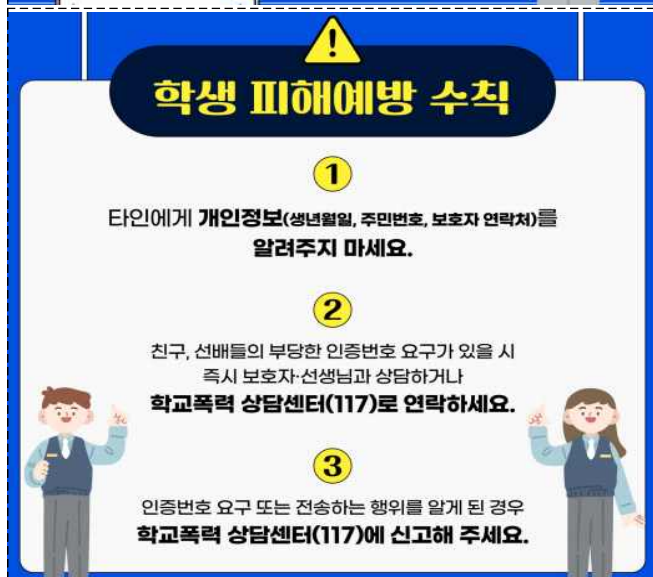 학생 피해예방 수칙
1
타인에게 개인정보(생년월일, 주민번호, 보호자 연락처)를
알려주지 마세요.
2
친구, 선배들의 부당한 인증번호 요구가 있을 시
즉시 보호자·선생님과 상담하거나
학교폭력 상담센터(117)로 연락하세요.
3
인증번호 요구 또는 전송하는 행위를 알게 된 경우
학교폭력 상담센터(117)에 신고해 주세요.